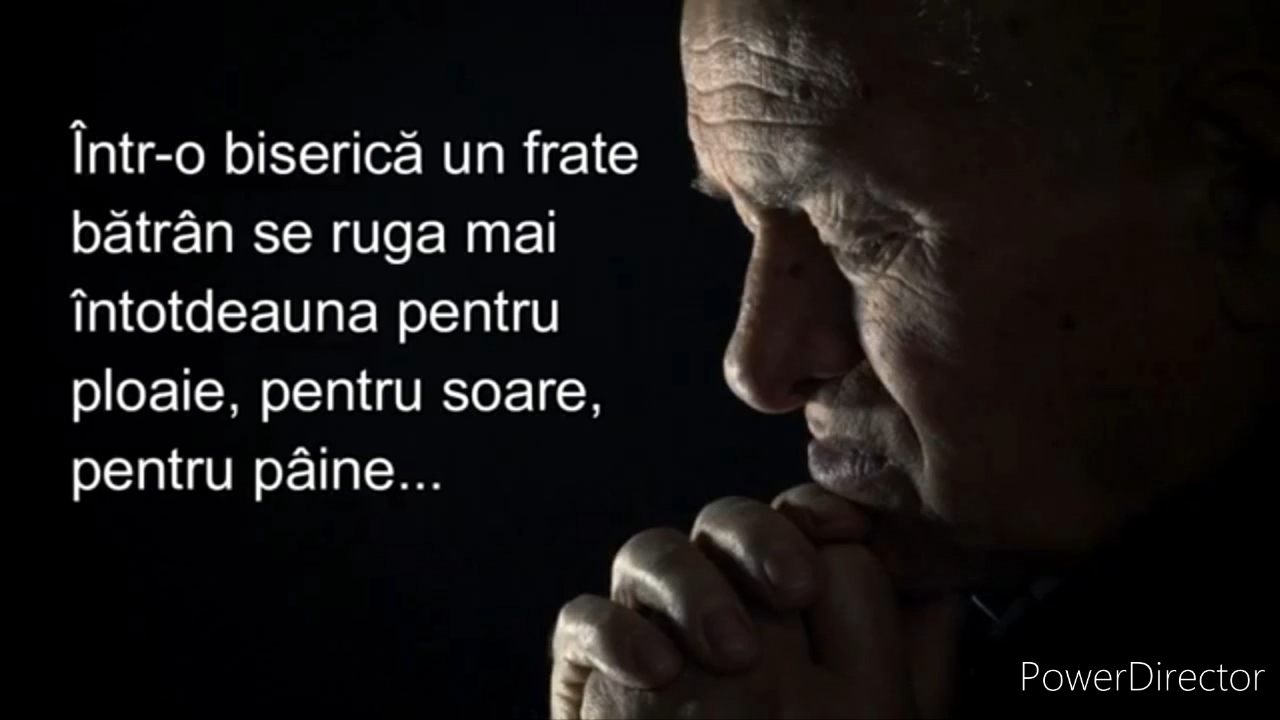 Într-o biserică un frate
bătrân se ruga mai
întotdeauna pentru
ploaie, pentru soare,
pentru pâine...
PowerDirector